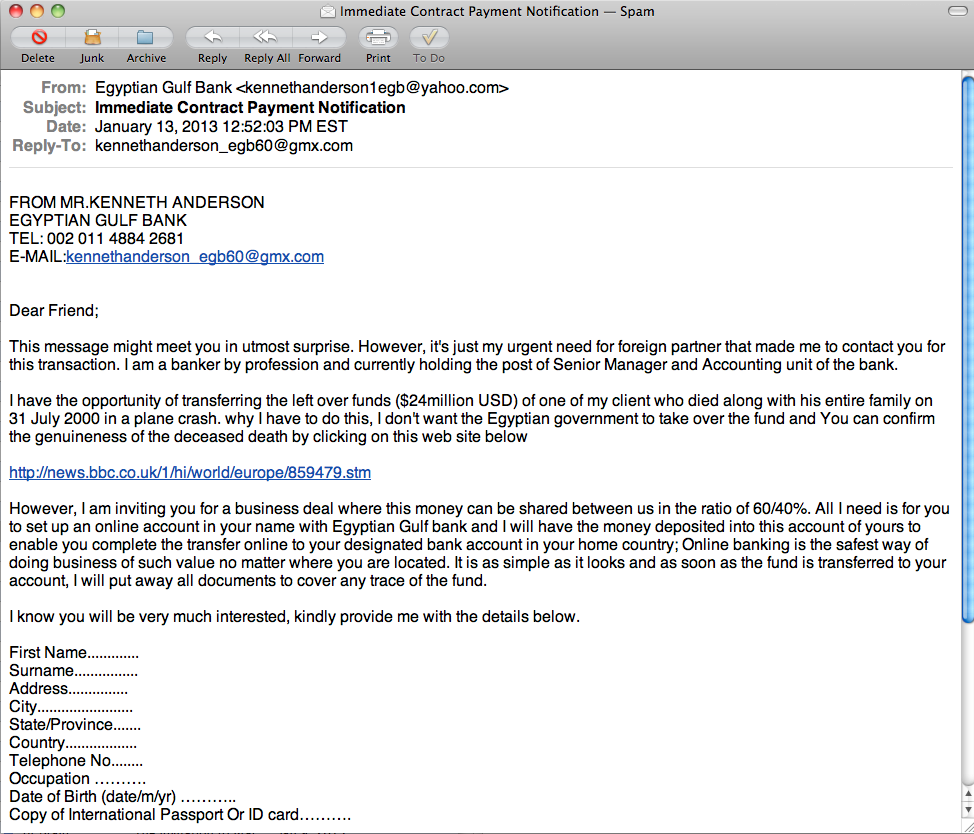 Immediate Contract Payment Notification — Spam
Delete Junk Archive Reply Reply All Forward Print To Do
From: Egyptian Gulf Bank <kennethanderson1egb@yahoo.com>
Subject: Immediate Contract Payment Notification
Date: January 13, 2013 12:52:03 PM EST
Reply-To: kennethanderson_egb60@gmx.com
FROM MR.KENNETH ANDERSON
EGYPTIAN GULF BANK
TEL: 002 011 4884 2681
E-MAIL:kennethanderson_egb60@gmx.com
Dear Friend;
This message might meet you in utmost surprise. However, it's just my urgent need for foreign partner that made me to contact you for
this transaction. I am a banker by profession and currently holding the post of Senior Manager and Accounting unit of the bank.
I have the opportunity of transferring the left over funds ($24million USD) of one of my client who died along with his entire family on
31 July 2000 in a plane crash. why I have to do this, I don't want the Egyptian government to take over the fund and You can confirm
the genuineness of the deceased death by clicking on this web site below
http://news.bbc.co.uk/1/hi/world/europe/859479.stm
However, I am inviting you for a business deal where this money can be shared between us in the ratio of 60/40%. All I need is for you
to set up an online account in your name with Egyptian Gulf bank and I will have the money deposited into this account of yours to
enable you complete the transfer online to your designated bank account in your home country; Online banking is the safest way of
doing business of such value no matter where you are located. It is as simple as it looks and as soon as the fund is transferred to your
account, I will put away all documents to cover any trace of the fund.
I know you will be very much interested, kindly provide me with the details below.
First Name.............
Surname................
Address...............
City........................
State/Province.......
Country..................
Telephone No........
Occupation ……….
Date of Birth (date/m/yr) ………..
Copy of International Passport Or ID card……….